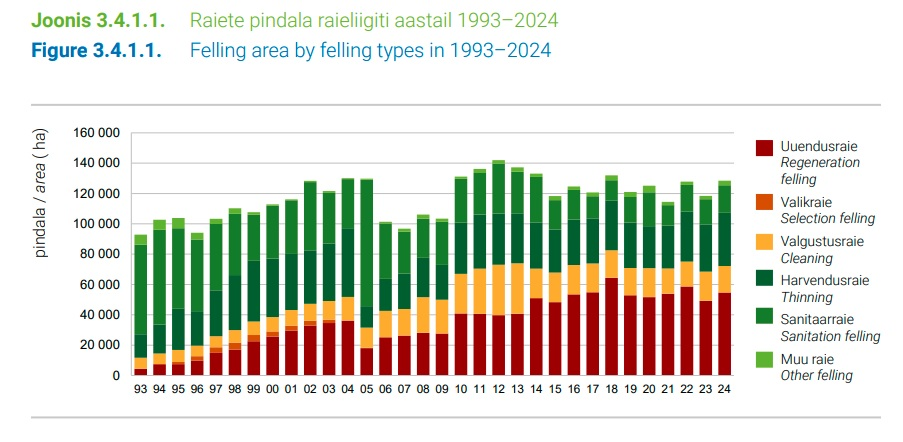 Joonis 3.4.1.1. Raiete pindala raieliigiti aastail 1993–2024
Figure 3.4.1.1. Felling area by felling types in 1993–2024
pindala / area ( ha)
160 000
140 000
120 000
100 000
80 000
60 000
40 000
20 000
0
93 94 95 96 97 98 99 00 01 02 03 04 05 06 07 08 09 10 11 12 13 14 15 16 17 18 19 20 21 22 23 24
Uuendusraie
Regeneration
felling
Valikraie
Selection felling
Valgustusraie
Cleaning
Harvendusraie
Thinning
Sanitaarraie
Sanitation felling
Muu raie
Other felling